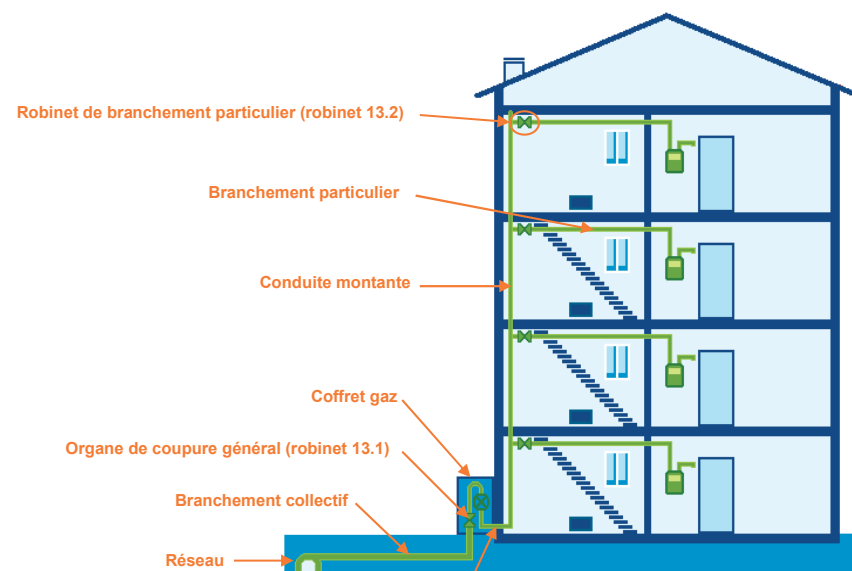 Robinet de branchement particulier (robinet 13.2)
Branchement particulier
Conduite montante
Coffret gaz
Organe de coupure général (robinet 13.1)
Branchement collectif
Réseau